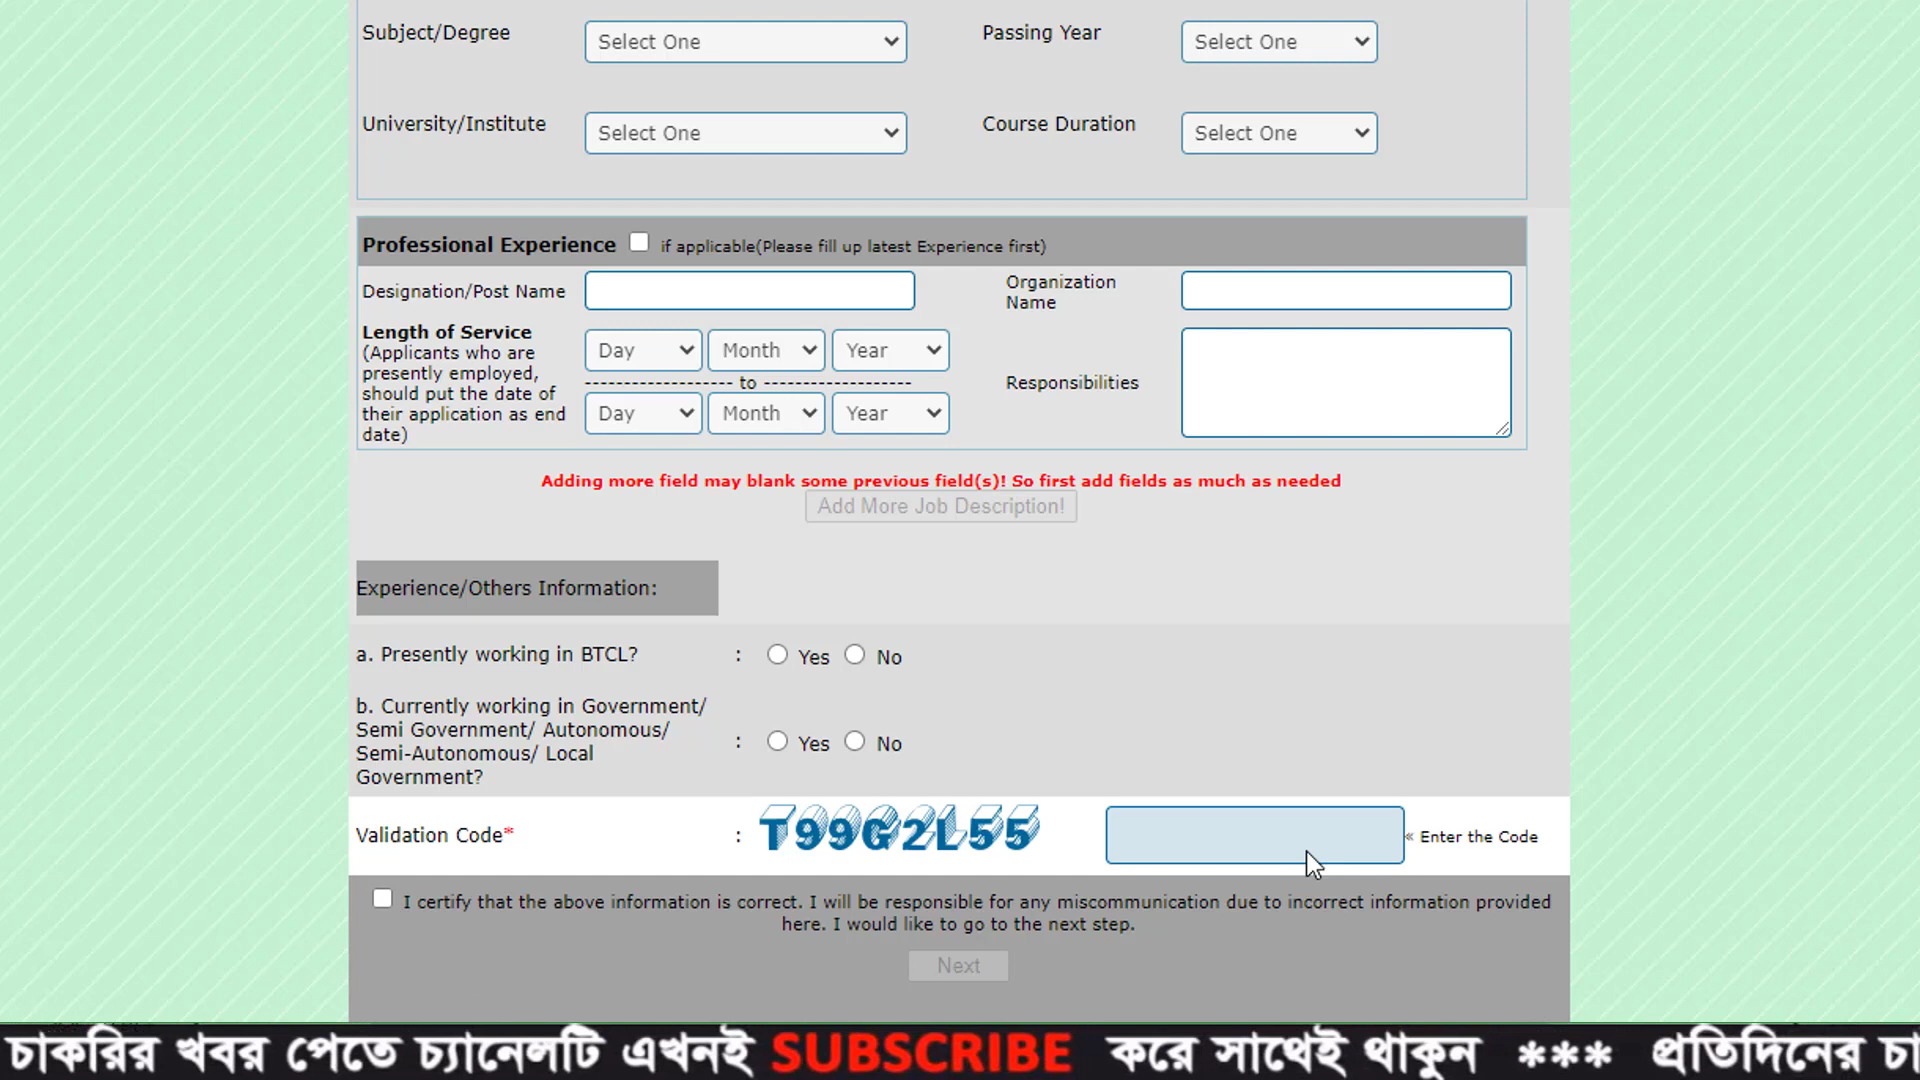 Subject/Degree Select One Passing Year Select One
University/Institute Select One Course Duration Select One
Professional Experience if applicable(Please fill up latest Experience first)
Designation/Post Name
Organization
Name
Length of Service
(Applicants who are
presently employed,
should put the date of
their application as end
date)
Day Month Year
------------------- to -------------------
Day Month Year
Responsibilities
Adding more field may blank some previous field(s)! So first add fields as much as needed
Add More Job Description!
Experience/Others Information:
a. Presently working in BTCL? : Yes No
b. Currently working in Government/
Semi Government/ Autonomous/
Semi-Autonomous/ Local
Government?
: Yes No
Validation Code* : T99G2L55 « Enter the Code
I certify that the above information is correct. I will be responsible for any miscommunication due to incorrect information provided
here. I would like to go to the next step.
Next
চাকরির খবর পেতে চ্যানেলটি এখনই SUBSCRIBE করে সাথেই থাকুন *** প্রতিদিনের